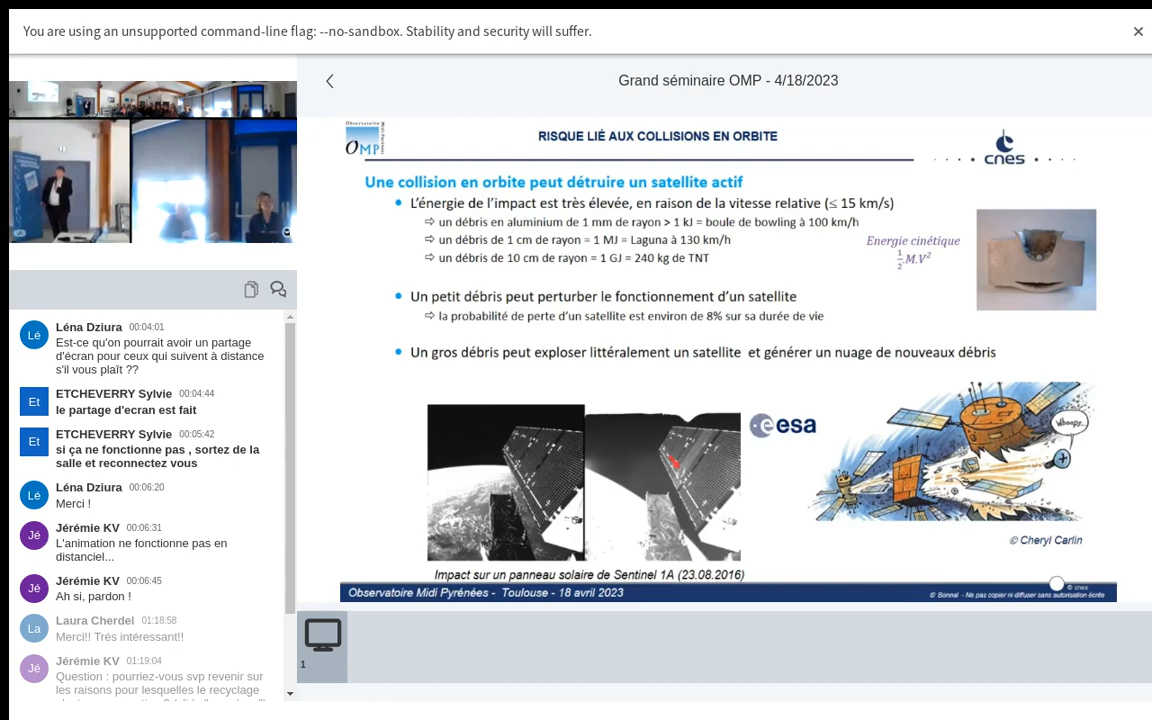 You are using an unsupported command-line flag: --no-sandbox. Stability and security will suffer.
Grand séminaire OMP - 4/18/2023
Observatoire
Midi-Pyrénées
OMP
RISQUE LIÉ AUX COLLISIONS EN ORBITE
cnes
Une collision en orbite peut détruire un satellite actif
L'énergie de l'impact est très élevée, en raison de la vitesse relative (≤ 15 km/s)
⇨ un débris en aluminium de 1 mm de rayon > 1 kJ = boule de bowling à 100 km/h
⇨ un débris de 1 cm de rayon = 1 MJ = Laguna à 130 km/h
⇨ un débris de 10 cm de rayon = 1 GJ = 240 kg de TNT
Energie cinétique
1/2.M.V²
Un petit débris peut perturber le fonctionnement d'un satellite
⇨ la probabilité de perte d'un satellite est environ de 8% sur sa durée de vie
Un gros débris peut exploser littéralement un satellite et générer un nuage de nouveaux débris
esa
Whoopy...
© Cheryl Carlin
Impact sur un panneau solaire de Sentinel 1A (23.08.2016)
© cnes
Observatoire Midi Pyrénées - Toulouse - 18 avril 2023
© Bonnal - Ne pas copier ni diffuser sans autorisation écrite
1
Lé
Léna Dziura 00:04:01
Est-ce qu'on pourrait avoir un partage
d'écran pour ceux qui suivent à distance
s'il vous plaît ??
Et
ETCHEVERRY Sylvie 00:04:44
le partage d'ecran est fait
Et
ETCHEVERRY Sylvie 00:05:42
si ça ne fonctionne pas , sortez de la
salle et reconnectez vous
Lé
Léna Dziura 00:06:20
Merci !
Jé
Jérémie KV 00:06:31
L'animation ne fonctionne pas en
distanciel...
Jé
Jérémie KV 00:06:45
Ah si, pardon !
La
Laura Cherdel 01:18:58
Merci!! Trés intéressant!!
Jé
Jérémie KV 01:19:04
Question : pourriez-vous svp revenir sur
les raisons pour lesquelles le recyclage